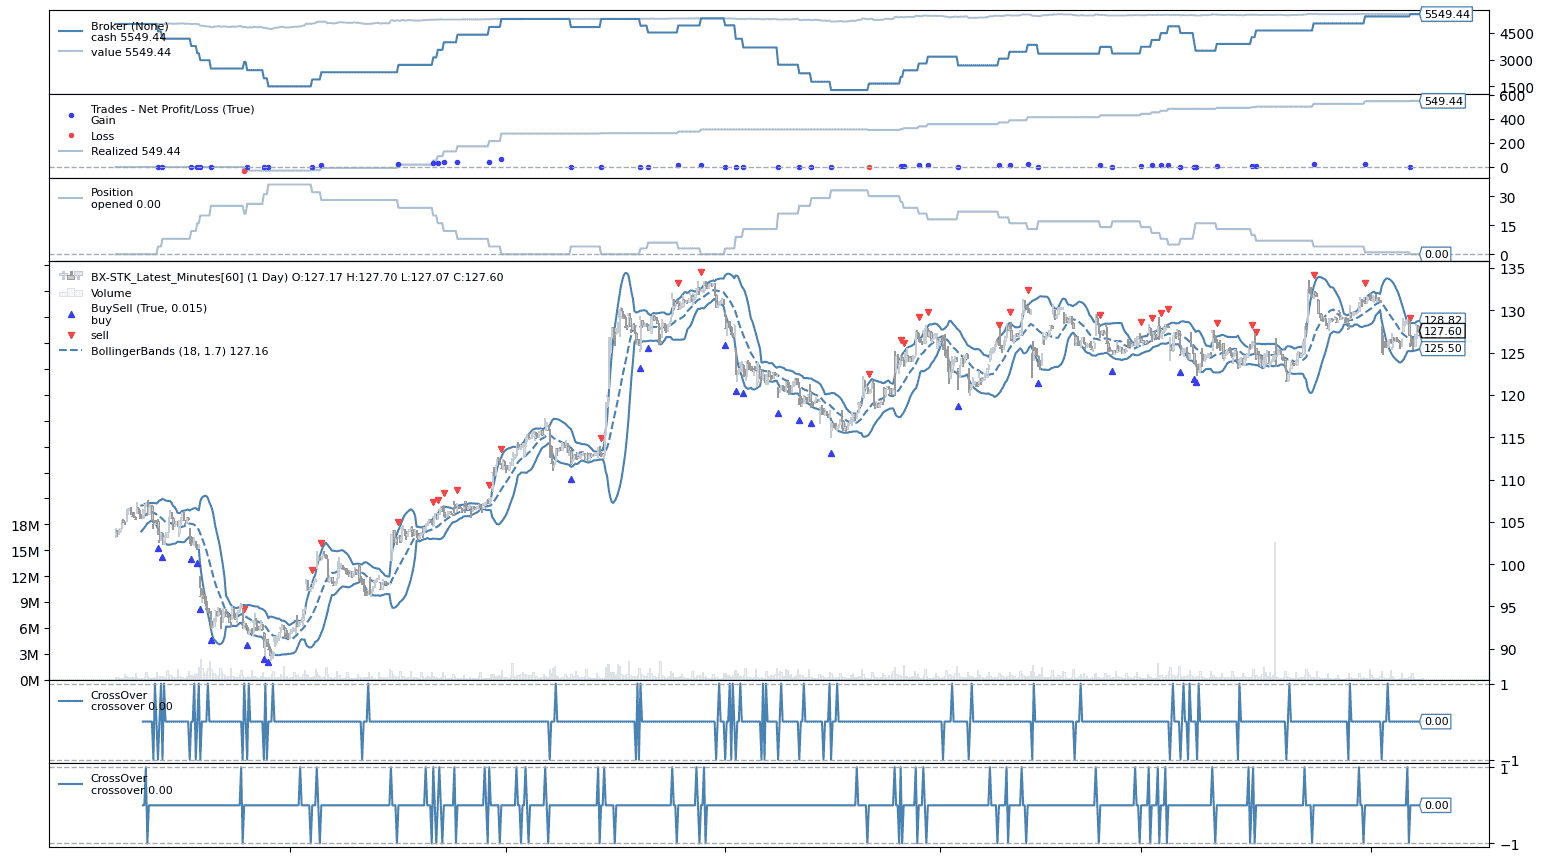 Broker (None)
cash 5549.44
value 5549.44
5549.44
4500
3000
1500
Trades - Net Profit/Loss (True)
Gain
Loss
Realized 549.44
549.44
600
400
200
0
Position
opened 0.00
30
15
0
0.00
BX-STK_Latest_Minutes[60] (1 Day) O:127.17 H:127.70 L:127.07 C:127.60
Volume
BuySell (True, 0.015)
buy
sell
BollingerBands (18, 1.7) 127.16
128.82
127.60
125.50
135
130
125
120
115
110
105
100
95
90
18M
15M
12M
9M
6M
3M
0M
CrossOver
crossover 0.00
1
0.00
−1
CrossOver
crossover 0.00
1
0.00
−1